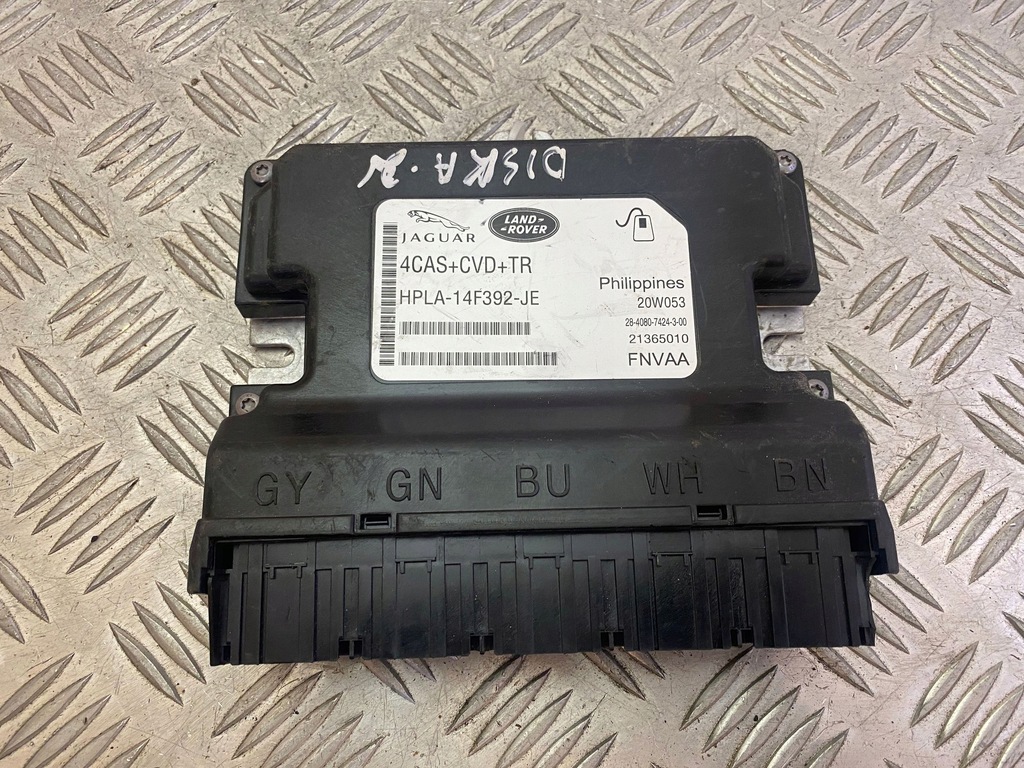 DISKA.
JAGUAR
LAND-
-ROVER
4CAS+CVD+TR
HPLA-14F392-JE
Philippines
20W053
28-4080-7424-3-00
21365010
FNVAA
GY GN BU WH BN